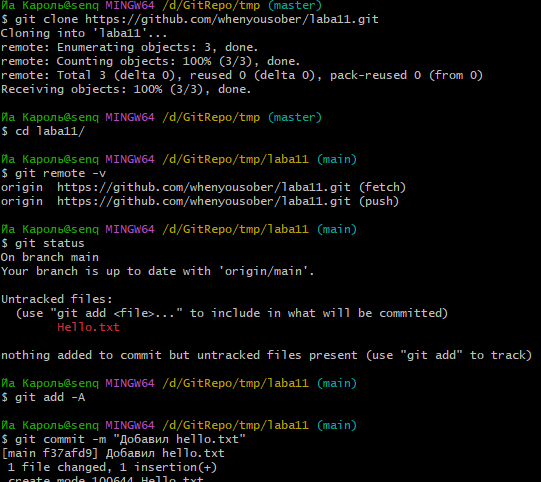 Йа Кароль@senq MINGW64 /d/GitRepo/tmp (master)
$ git clone https://github.com/whenyousober/laba11.git
Cloning into 'laba11'...
remote: Enumerating objects: 3, done.
remote: Counting objects: 100% (3/3), done.
remote: Total 3 (delta 0), reused 0 (delta 0), pack-reused 0 (from 0)
Receiving objects: 100% (3/3), done.
Йа Кароль@senq MINGW64 /d/GitRepo/tmp (master)
$ cd laba11/
Йа Кароль@senq MINGW64 /d/GitRepo/tmp/laba11 (main)
$ git remote -v
origin  https://github.com/whenyousober/laba11.git (fetch)
origin  https://github.com/whenyousober/laba11.git (push)
Йа Кароль@senq MINGW64 /d/GitRepo/tmp/laba11 (main)
$ git status
On branch main
Your branch is up to date with 'origin/main'.
Untracked files:
  (use "git add <file>..." to include in what will be committed)
        Hello.txt
nothing added to commit but untracked files present (use "git add" to track)
Йа Кароль@senq MINGW64 /d/GitRepo/tmp/laba11 (main)
$ git add -A
Йа Кароль@senq MINGW64 /d/GitRepo/tmp/laba11 (main)
$ git commit -m "Добавил hello.txt"
[main f37afd9] Добавил hello.txt
 1 file changed, 1 insertion(+)
 create mode 100644 Hello.txt